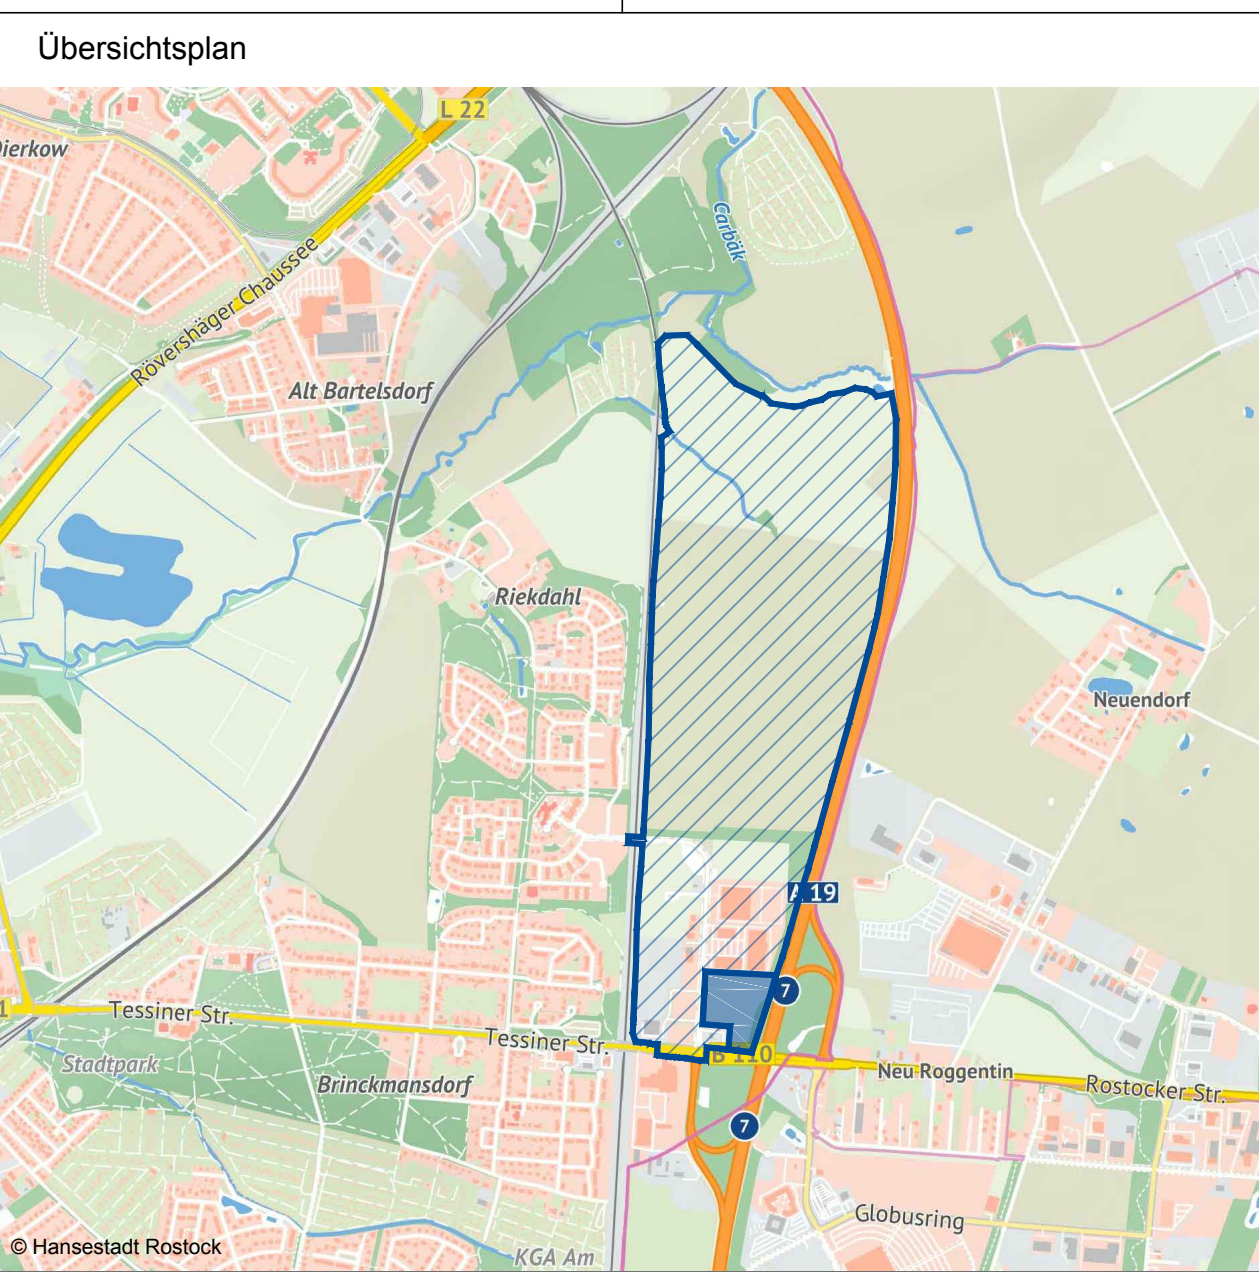 Übersichtsplan
L 22
Dierkow
Carbäk
Rövershäger Chaussee
Alt Bartelsdorf
Riekdahl
Neuendorf
A 19
7
Tessiner Str.
1
Tessiner Str.
B 110
Stadtpark
Brinckmansdorf
Neu Roggentin
Rostocker Str.
7
Globusring
© Hansestadt Rostock
KGA Am